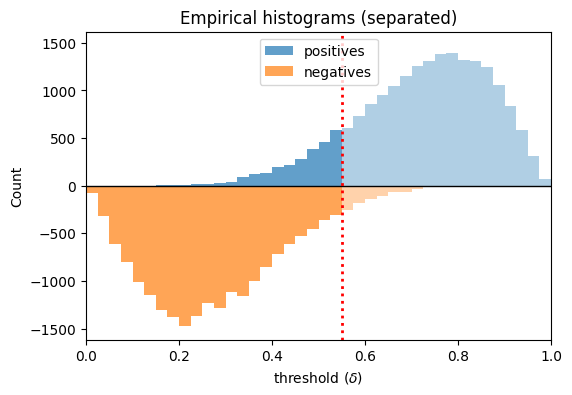 Empirical histograms (separated)
positives
negatives
Count
1500
1000
500
0
−500
−1000
−1500
0.0 0.2 0.4 0.6 0.8 1.0
threshold (δ)